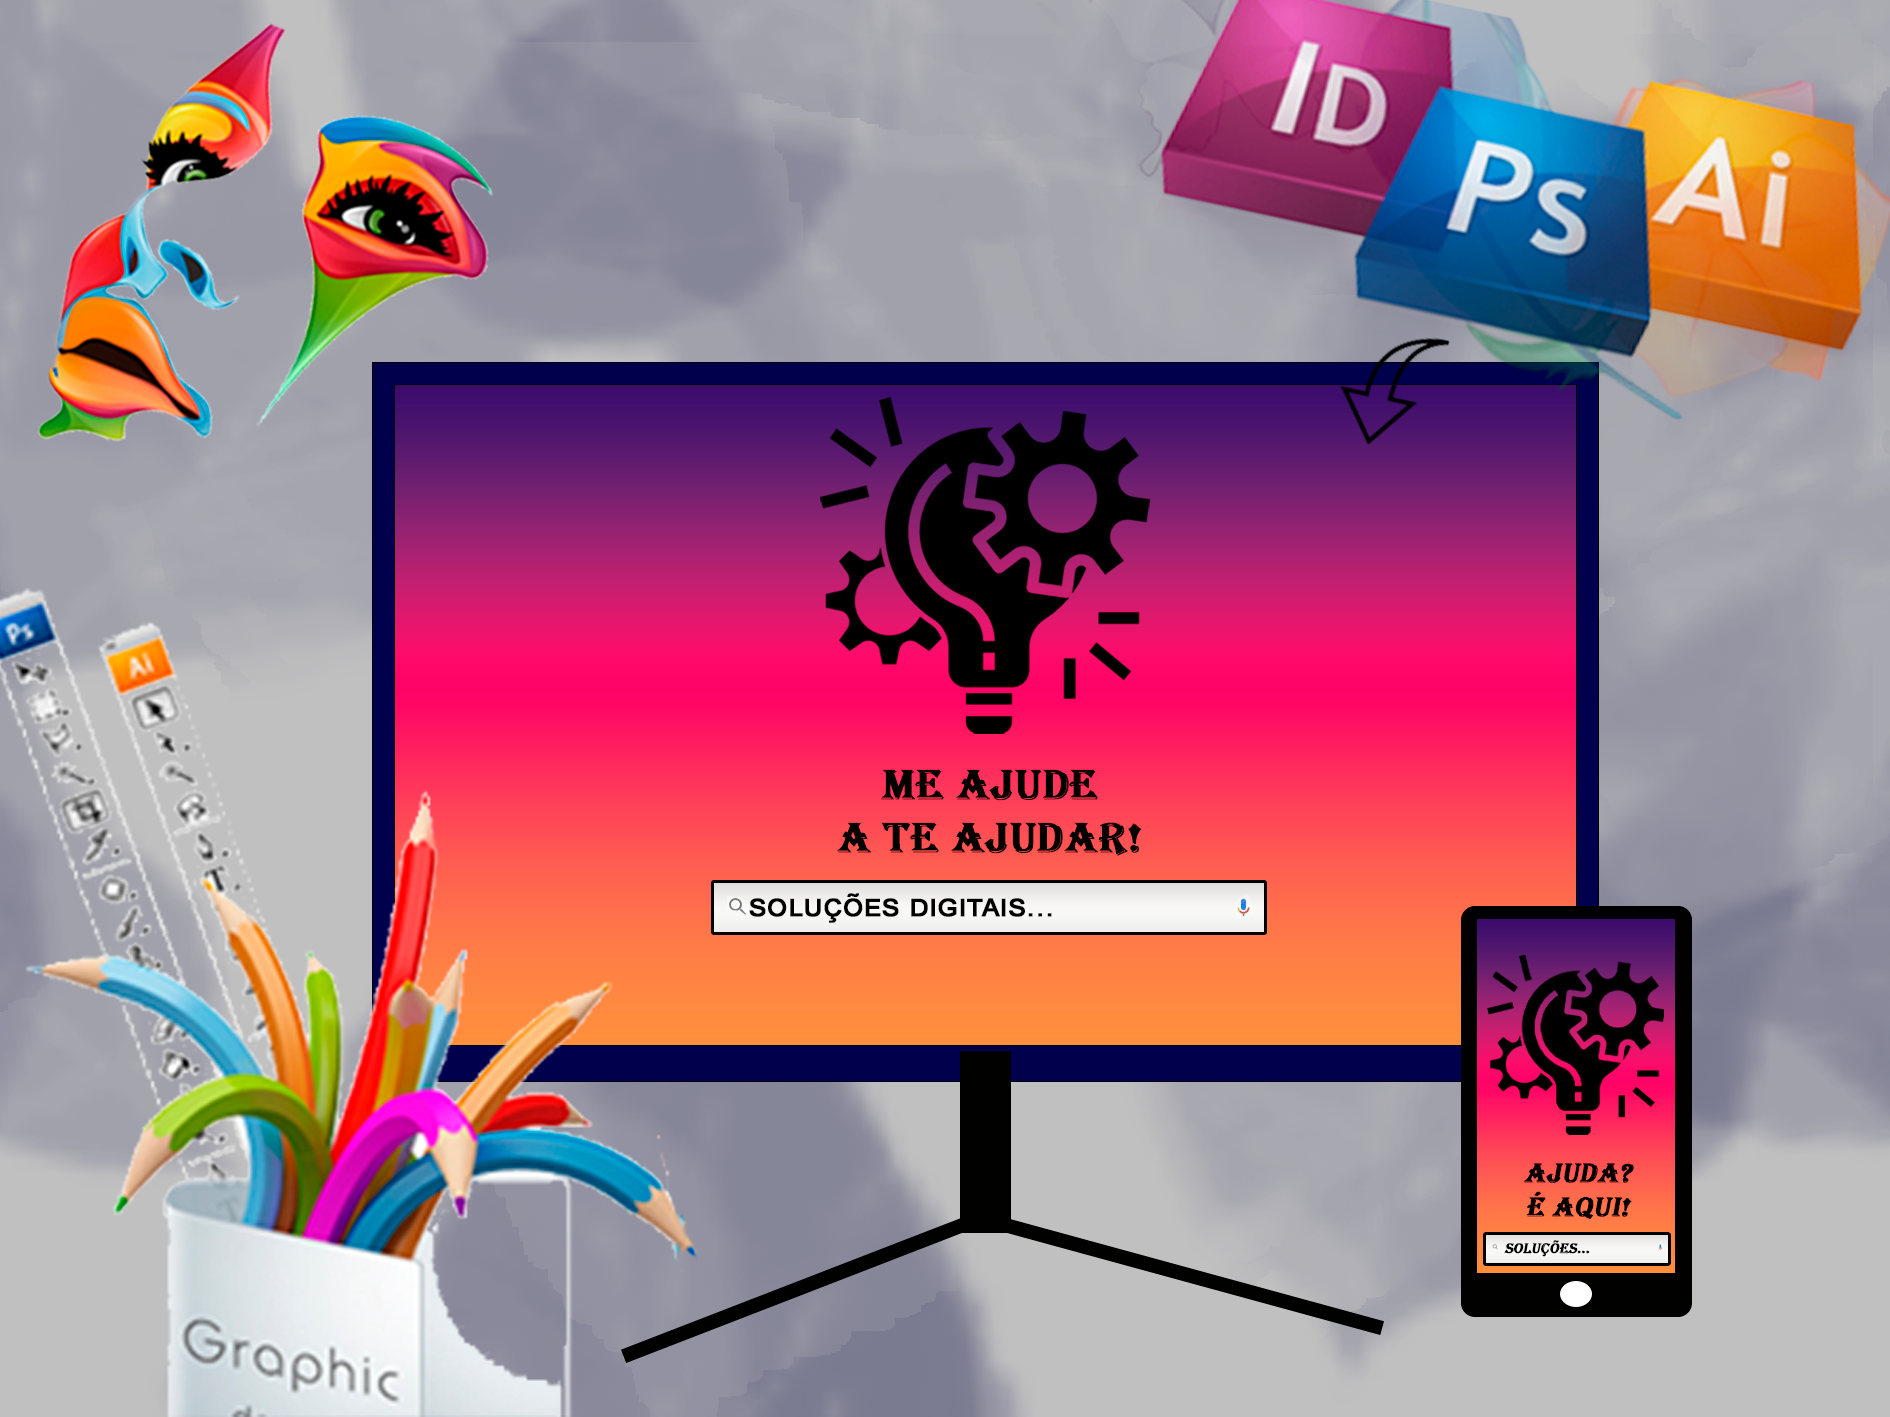 ID
Ps
Ai
Ps
Ai
T
ME AJUDE
A TE AJUDAR!
SOLUÇÕES DIGITAIS...
AJUDA?
É AQUI!
SOLUÇÕES...
Graphic